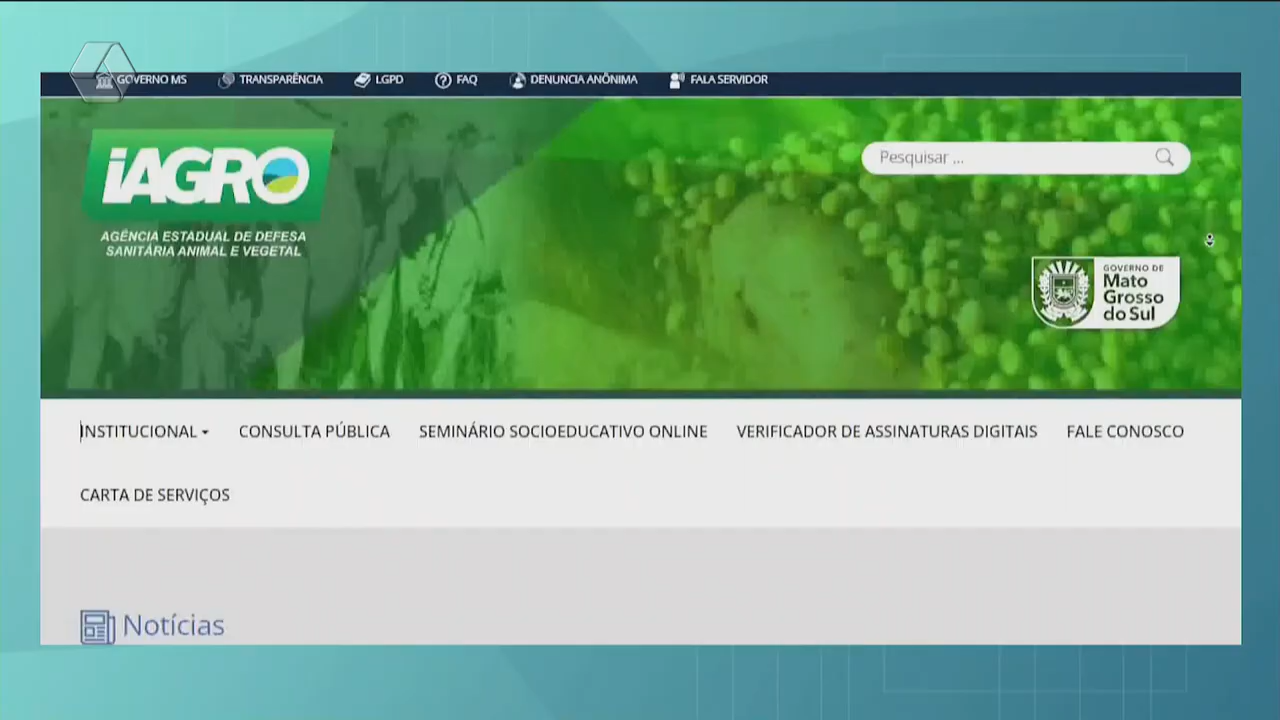 GOVERNO MS TRANSPARÊNCIA LGPD FAQ DENUNCIA ANÔNIMA FALA SERVIDOR
iAGRO
AGÊNCIA ESTADUAL DE DEFESA
SANITÁRIA ANIMAL E VEGETAL
Pesquisar ...
GOVERNO DE
Mato
Grosso
do Sul
INSTITUCIONAL CONSULTA PÚBLICA SEMINÁRIO SOCIOEDUCATIVO ONLINE VERIFICADOR DE ASSINATURAS DIGITAIS FALE CONOSCO
CARTA DE SERVIÇOS
Notícias